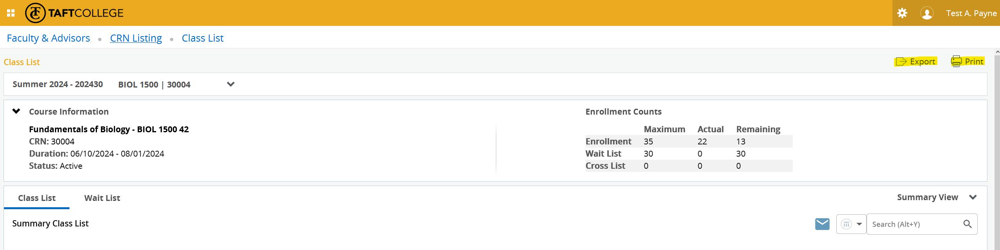 TC TAFTCOLLEGE
Test A. Payne
Faculty & Advisors • CRN Listing • Class List
Class List
Export Print
Summer 2024 - 202430 BIOL 1500 | 30004
Course Information
Fundamentals of Biology - BIOL 1500 42
CRN: 30004
Duration: 06/10/2024 - 08/01/2024
Status: Active
Enrollment Counts
Maximum Actual Remaining
Enrollment 35 22 13
Wait List 30 0 30
Cross List 0 0 0
Class List Wait List
Summary View
Summary Class List
Search (Alt+Y)